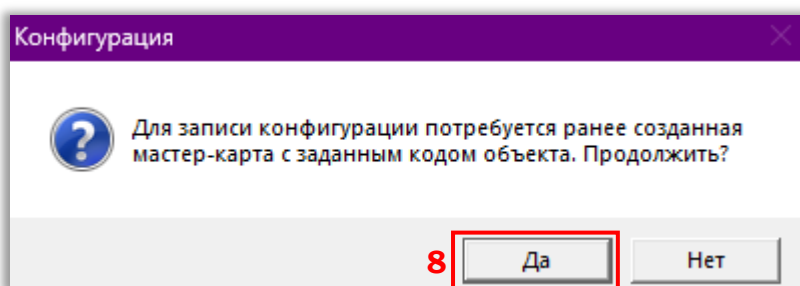 Конфигурация
Для записи конфигурации потребуется ранее созданная
мастер-карта с заданным кодом объекта. Продолжить?
8 Да Нет